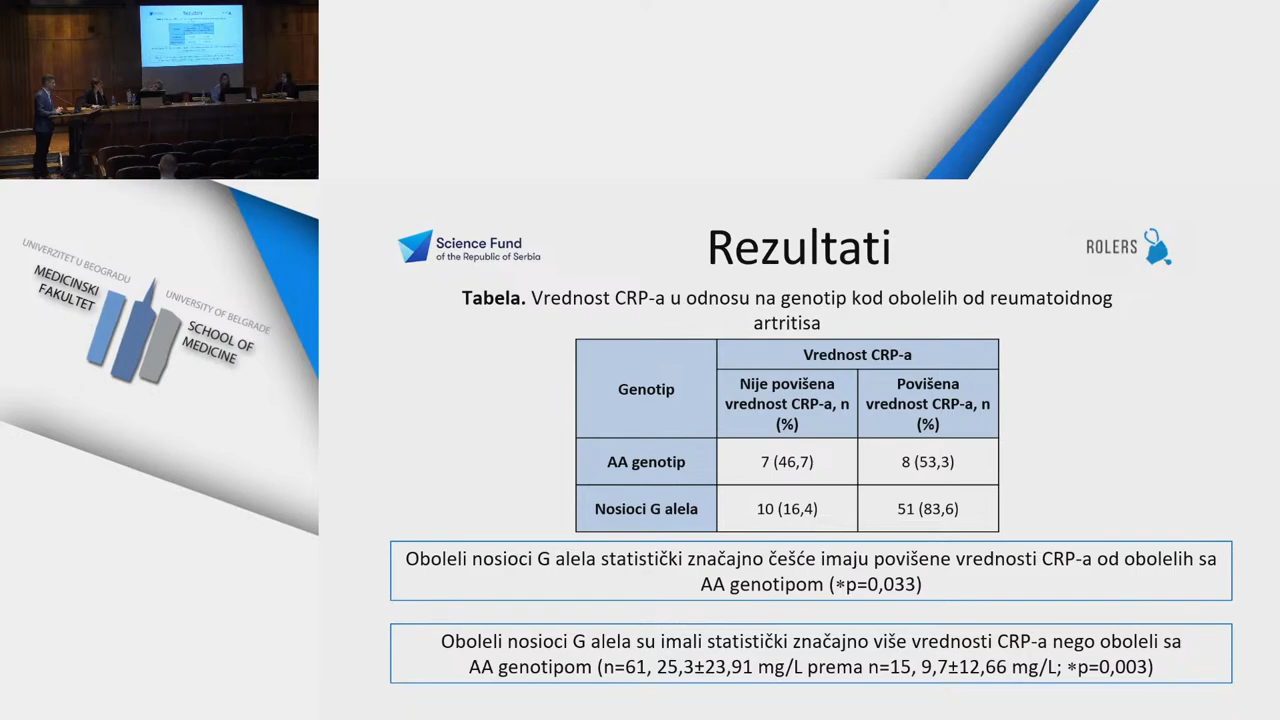 Rezultati
UNIVERZITET U BEOGRADU
MEDICINSKI
FAKULTET
UNIVERSITY OF BELGRADE
SCHOOL OF
MEDICINE
Science Fund
of the Republic of Serbia
Rezultati
ROLERS
Tabela. Vrednost CRP-a u odnosu na genotip kod obolelih od reumatoidnog
artritisa
Genotip
Vrednost CRP-a
Nije povišena
vrednost CRP-a, n
(%)
Povišena
vrednost CRP-a, n
(%)
AA genotip
7 (46,7)
8 (53,3)
Nosioci G alela
10 (16,4)
51 (83,6)
Oboleli nosioci G alela statistički značajno češće imaju povišene vrednosti CRP-a od obolelih sa
AA genotipom (∗p=0,033)
Oboleli nosioci G alela su imali statistički značajno više vrednosti CRP-a nego oboleli sa
AA genotipom (n=61, 25,3±23,91 mg/L prema n=15, 9,7±12,66 mg/L; ∗p=0,003)